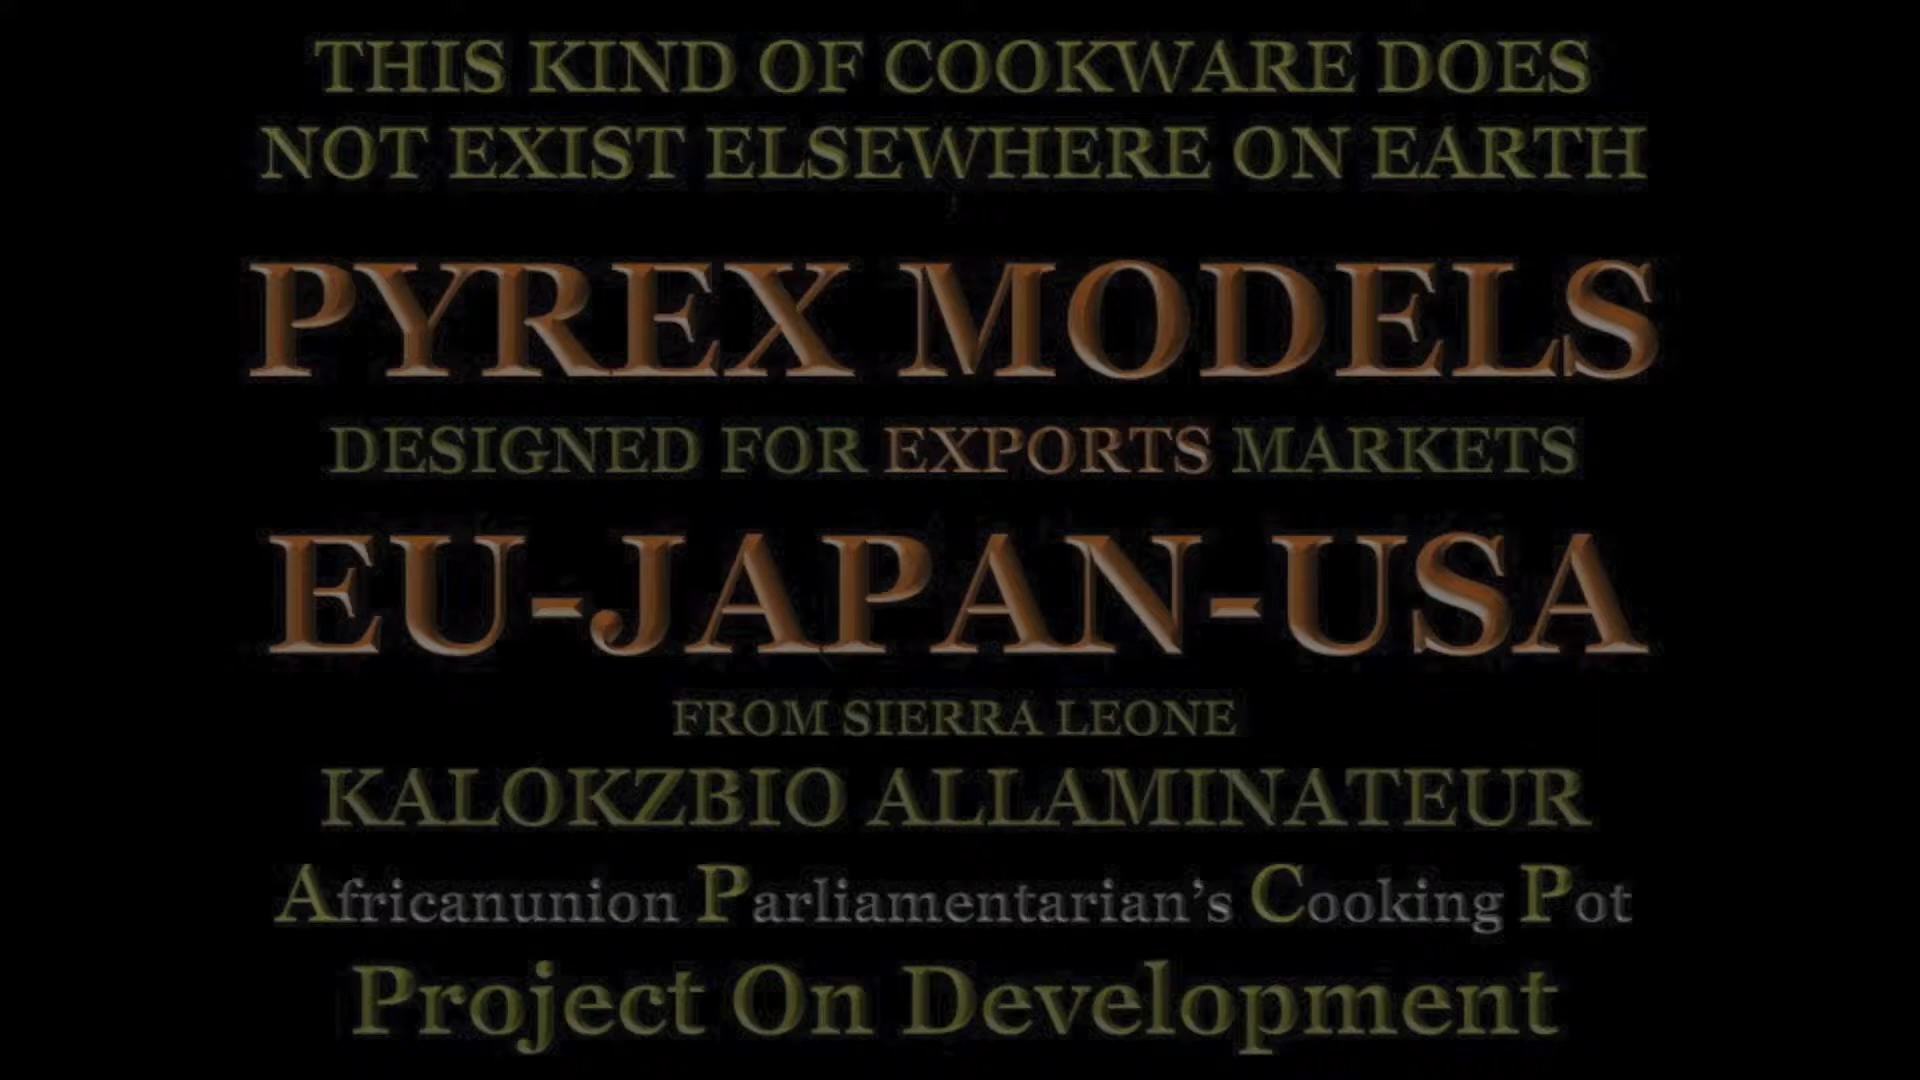 THIS KIND OF COOKWARE DOES
NOT EXIST ELSEWHERE ON EARTH
PYREX MODELS
DESIGNED FOR EXPORTS MARKETS
EU-JAPAN-USA
FROM SIERRA LEONE
KALOKZBIO ALLAMINATEUR
Africanunion Parliamentarian’s Cooking Pot
Project On Development